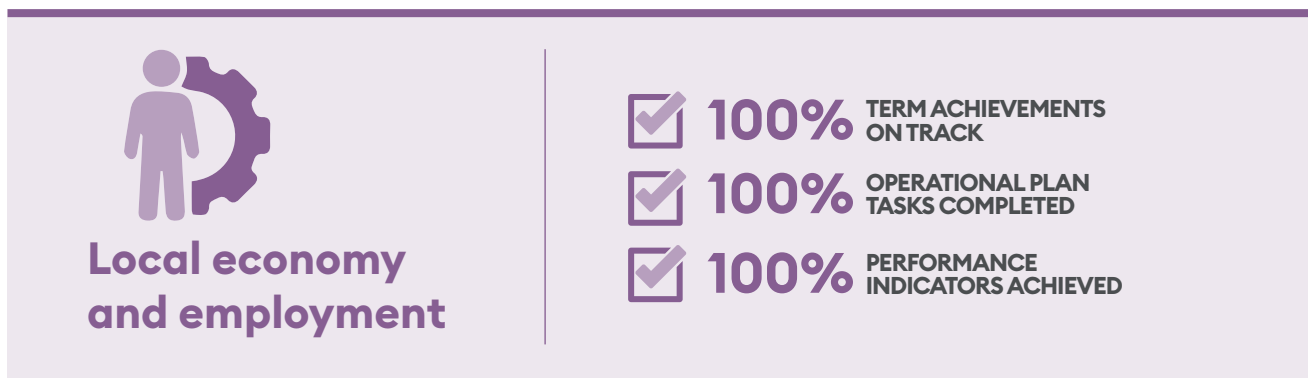 Local economy
and employment
100% TERM ACHIEVEMENTS
ON TRACK
100% OPERATIONAL PLAN
TASKS COMPLETED
100% PERFORMANCE
INDICATORS ACHIEVED